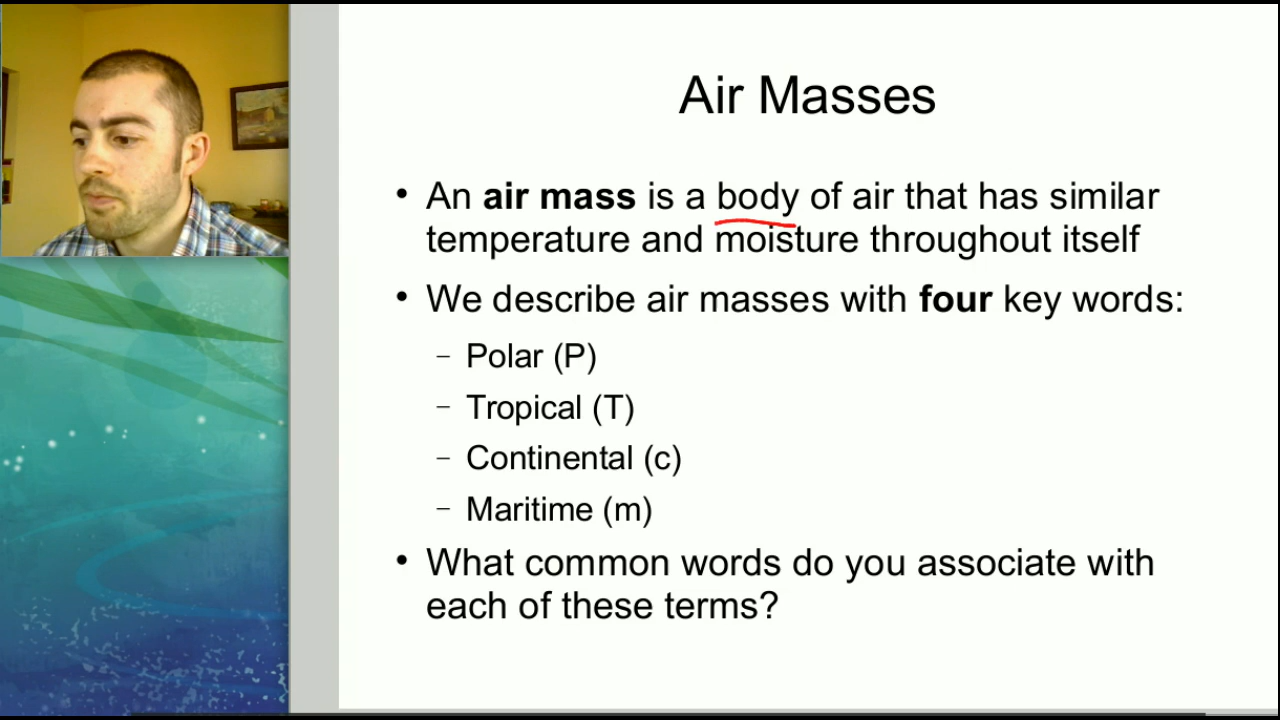 Air Masses
• An air mass is a body of air that has similar
temperature and moisture throughout itself
• We describe air masses with four key words:
– Polar (P)
– Tropical (T)
– Continental (c)
– Maritime (m)
• What common words do you associate with
each of these terms?